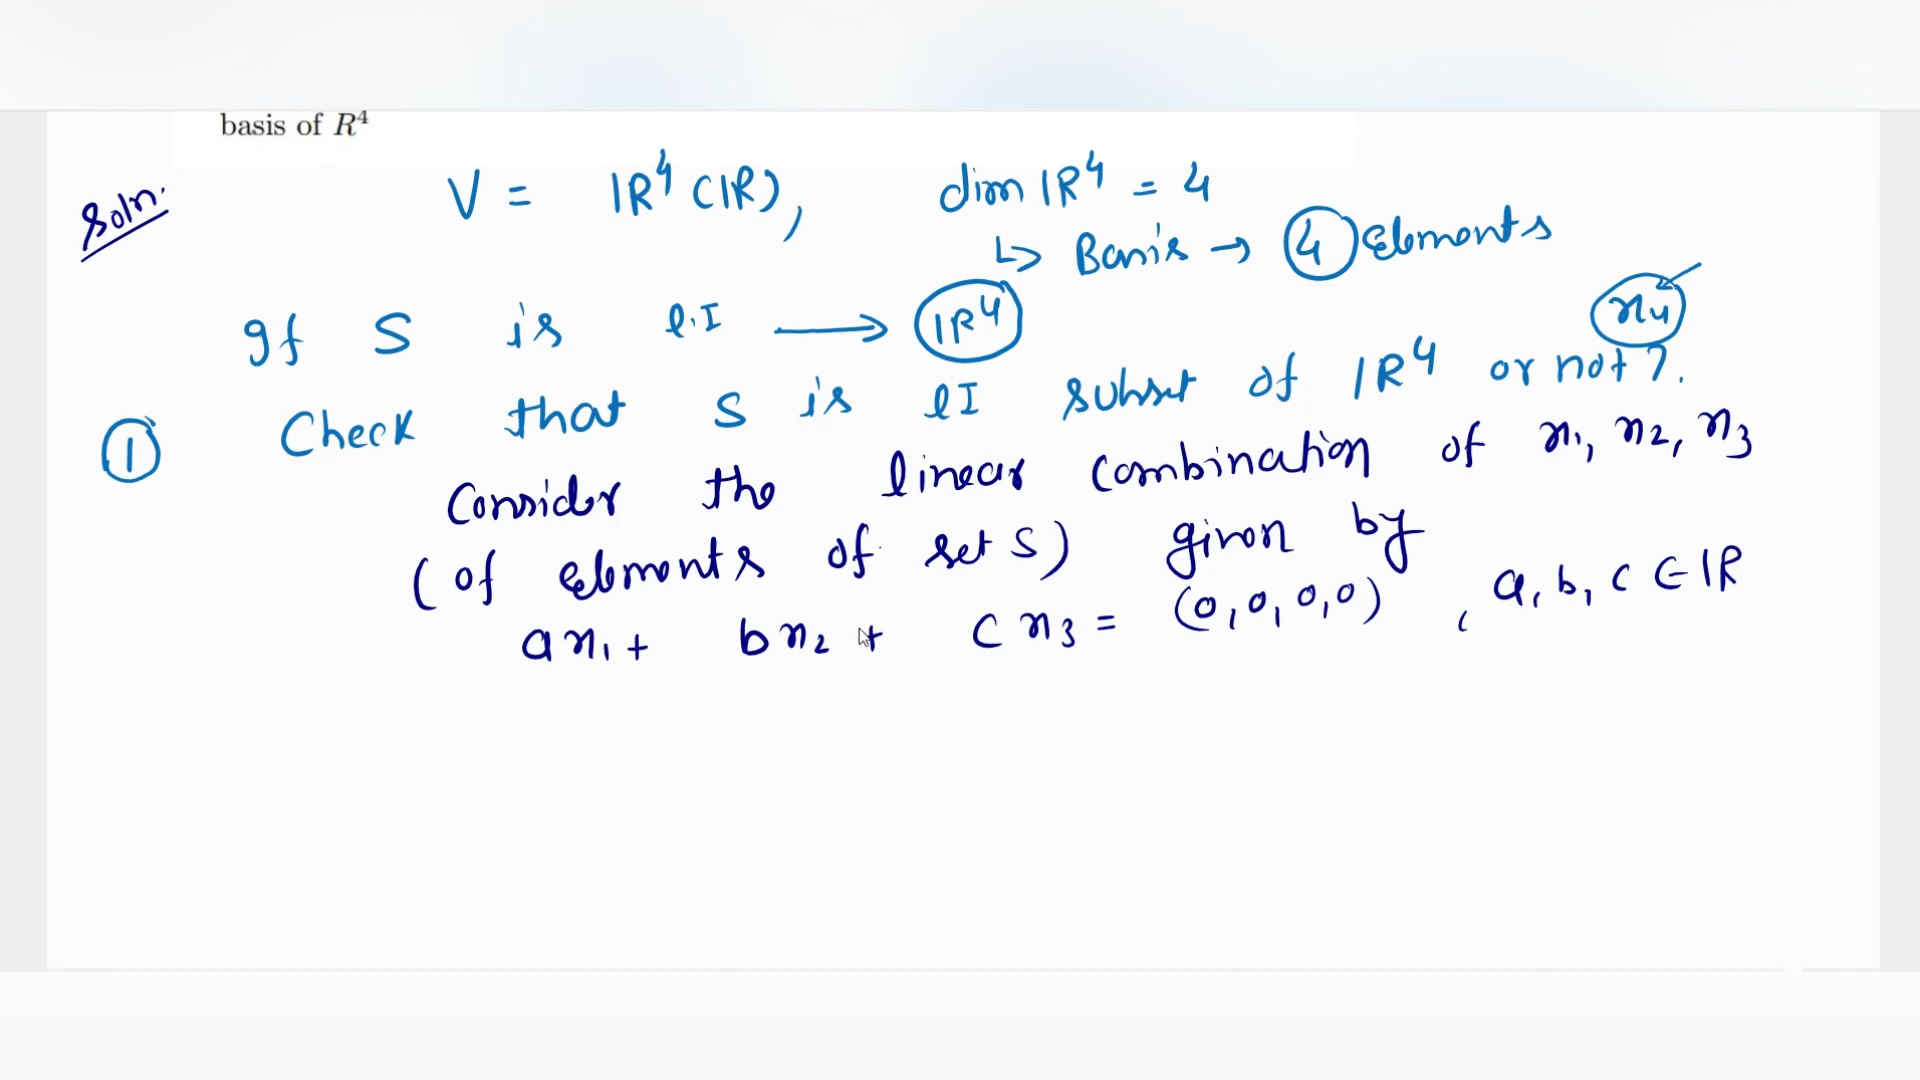 basis of R⁴
Soln.
V = IR⁴ (IR), dim IR⁴ = 4
↳ Basis → 4 elements
If S is l.I → IR⁴
x₄
① Check that S is lI subset of IR⁴ or not?
Consider the linear combination of x₁, x₂, x₃
(of elements of set S) given by
ax₁ + bx₂ + cx₃ = (0,0,0,0) , a, b, c ∈ IR